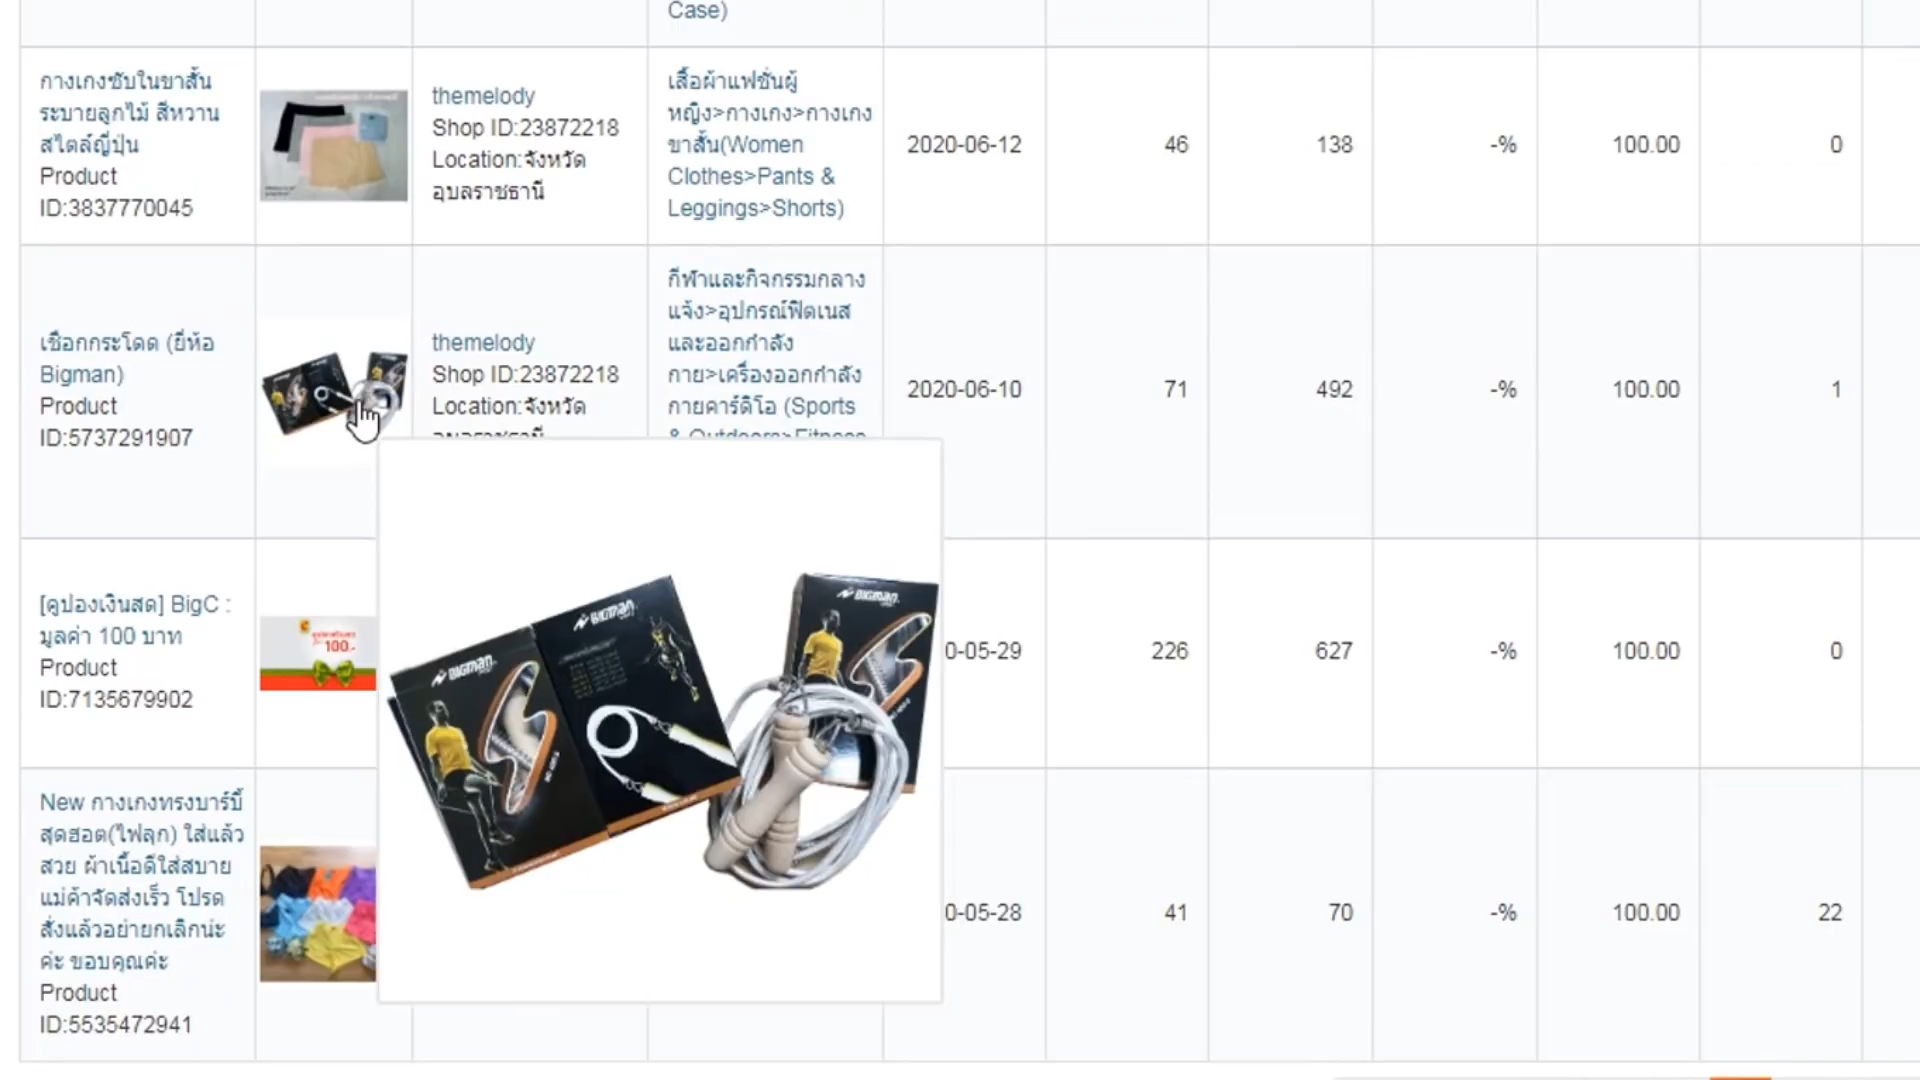 Case)
กางเกงซับในขาสั้น
ระบายลูกไม้ สีหวาน
สไตล์ญี่ปุ่น
Product
ID:3837770045
themelody
Shop ID:23872218
Location:จังหวัด
อุบลราชธานี
เสื้อผ้าแฟชั่นผู้
หญิง>กางเกง>กางเกง
ขาสั้น(Women
Clothes>Pants &
Leggings>Shorts)
2020-06-12
46
138
-%
100.00
0
เชือกกระโดด (ยี่ห้อ
Bigman)
Product
ID:5737291907
themelody
Shop ID:23872218
Location:จังหวัด
อุบลราชธานี
กีฬาและกิจกรรมกลาง
แจ้ง>อุปกรณ์ฟิตเนส
และออกกำลัง
กาย>เครื่องออกกำลัง
กายคาร์ดิโอ (Sports
& Outdoors>Fitness
2020-06-10
71
492
-%
100.00
1
BIGMAN
BIGMAN
BIGMAN
[คูปองเงินสด] BigC :
มูลค่า 100 บาท
Product
ID:7135679902
100.-
0-05-29
226
627
-%
100.00
0
New กางเกงทรงบาร์บี้
สุดฮอต(ไฟลุก) ใส่แล้ว
สวย ผ้าเนื้อดีใส่สบาย
แม่ค้าจัดส่งเร็ว โปรด
สั่งแล้วอย่ายกเลิกน่ะ
ค่ะ ขอบคุณค่ะ
Product
ID:5535472941
0-05-28
41
70
-%
100.00
22